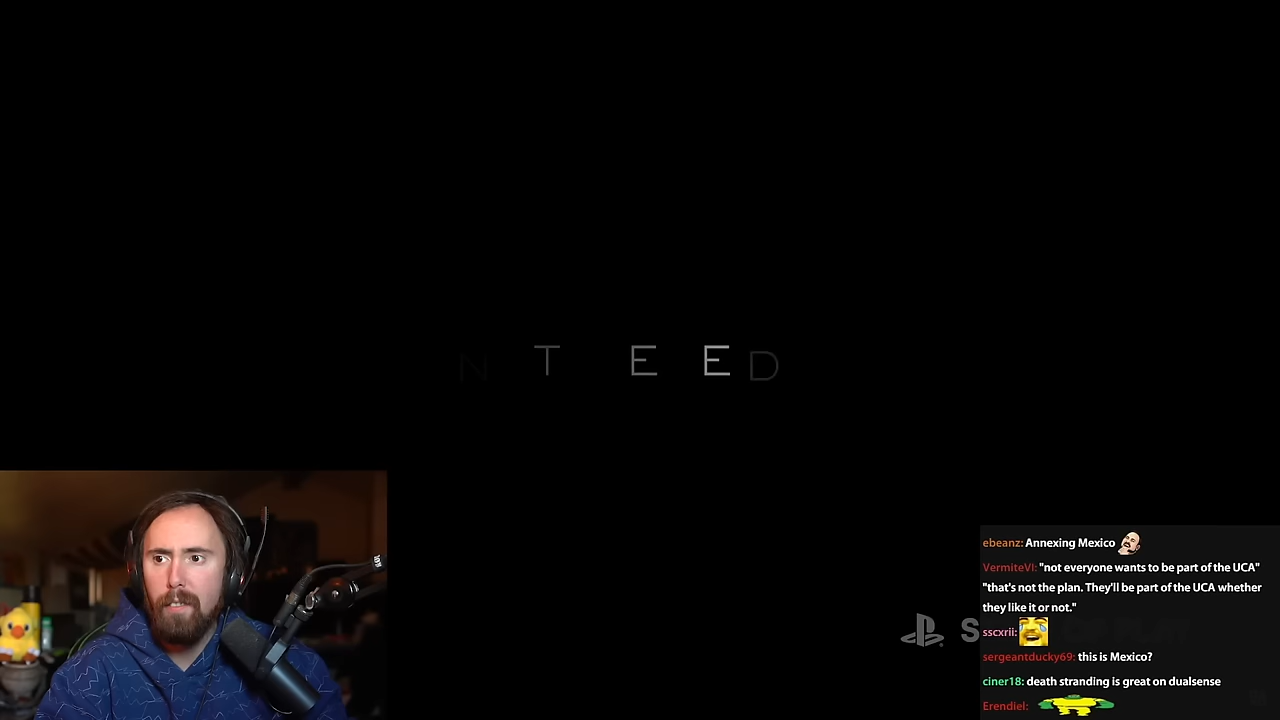 N T E E D
S
ebeanz: Annexing Mexico
VermiteVI: "not everyone wants to be part of the UCA"
"that's not the plan. They'll be part of the UCA whether
they like it or not."
sscxrii:
sergeantducky69: this is Mexico?
ciner18: death stranding is great on dualsense
Erendiel: